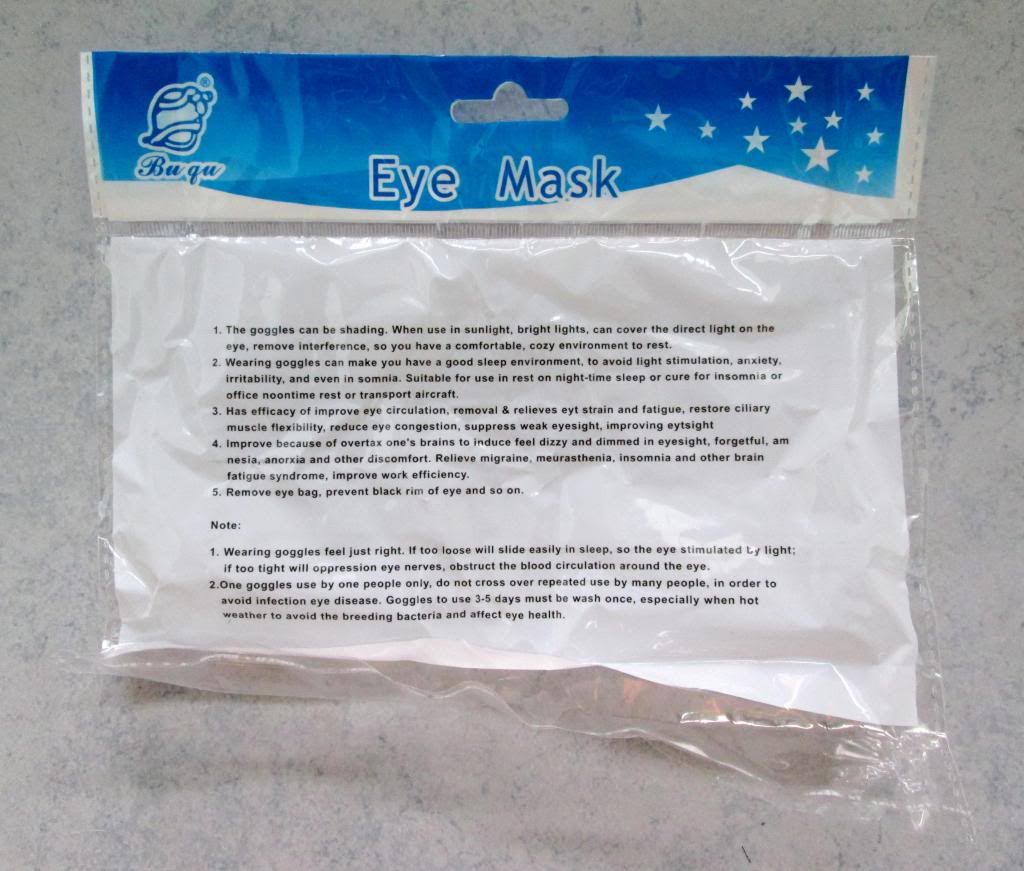 ®
Bu qu
Eye Mask
1. The goggles can be shading. When use in sunlight, bright lights, can cover the direct light on the
eye, remove interference, so you have a comfortable, cozy environment to rest.
2. Wearing goggles can make you have a good sleep environment, to avoid light stimulation, anxiety,
irritability, and even in somnia. Suitable for use in rest on night-time sleep or cure for insomnia or
office noontime rest or transport aircraft.
3. Has efficacy of improve eye circulation, removal & relieves eyt strain and fatigue, restore ciliary
muscle flexibility, reduce eye congestion, suppress weak eyesight, improving eytsight
4. Improve because of overtax one's brains to induce feel dizzy and dimmed in eyesight, forgetful, am
nesia, anorxia and other discomfort. Relieve migraine, meurasthenia, insomnia and other brain
fatigue syndrome, improve work efficiency.
5. Remove eye bag, prevent black rim of eye and so on.
Note:
1. Wearing goggles feel just right. If too loose will slide easily in sleep, so the eye stimulated by light;
if too tight will oppression eye nerves, obstruct the blood circulation around the eye.
2.One goggles use by one people only, do not cross over repeated use by many people, in order to
avoid infection eye disease. Goggles to use 3-5 days must be wash once, especially when hot
weather to avoid the breeding bacteria and affect eye health.